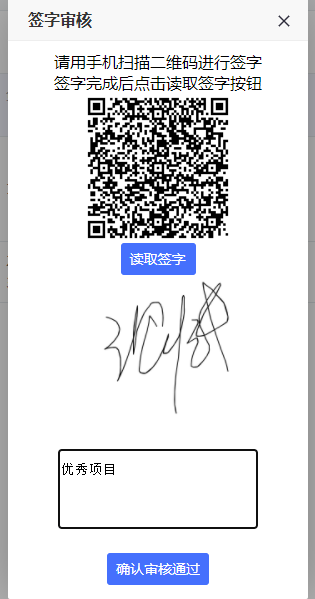 签字审核
请用手机扫描二维码进行签字
签字完成后点击读取签字按钮
读取签字
优秀项目
确认审核通过